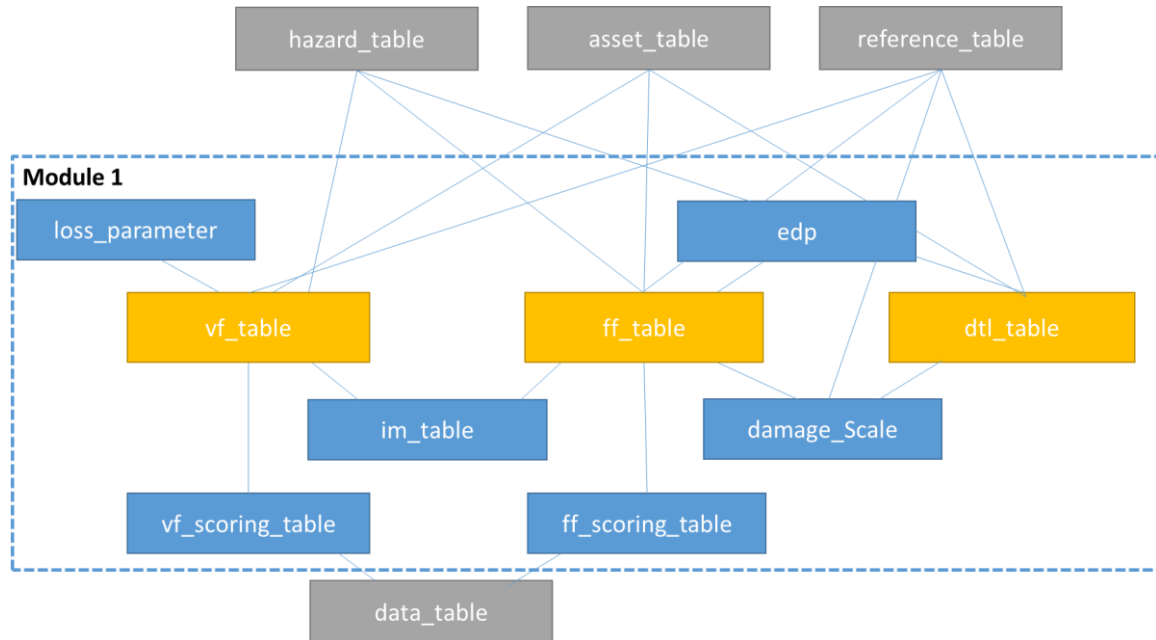 hazard_table
asset_table
reference_table
Module 1
loss_parameter
edp
vf_table
ff_table
dtl_table
im_table
damage_Scale
vf_scoring_table
ff_scoring_table
data_table